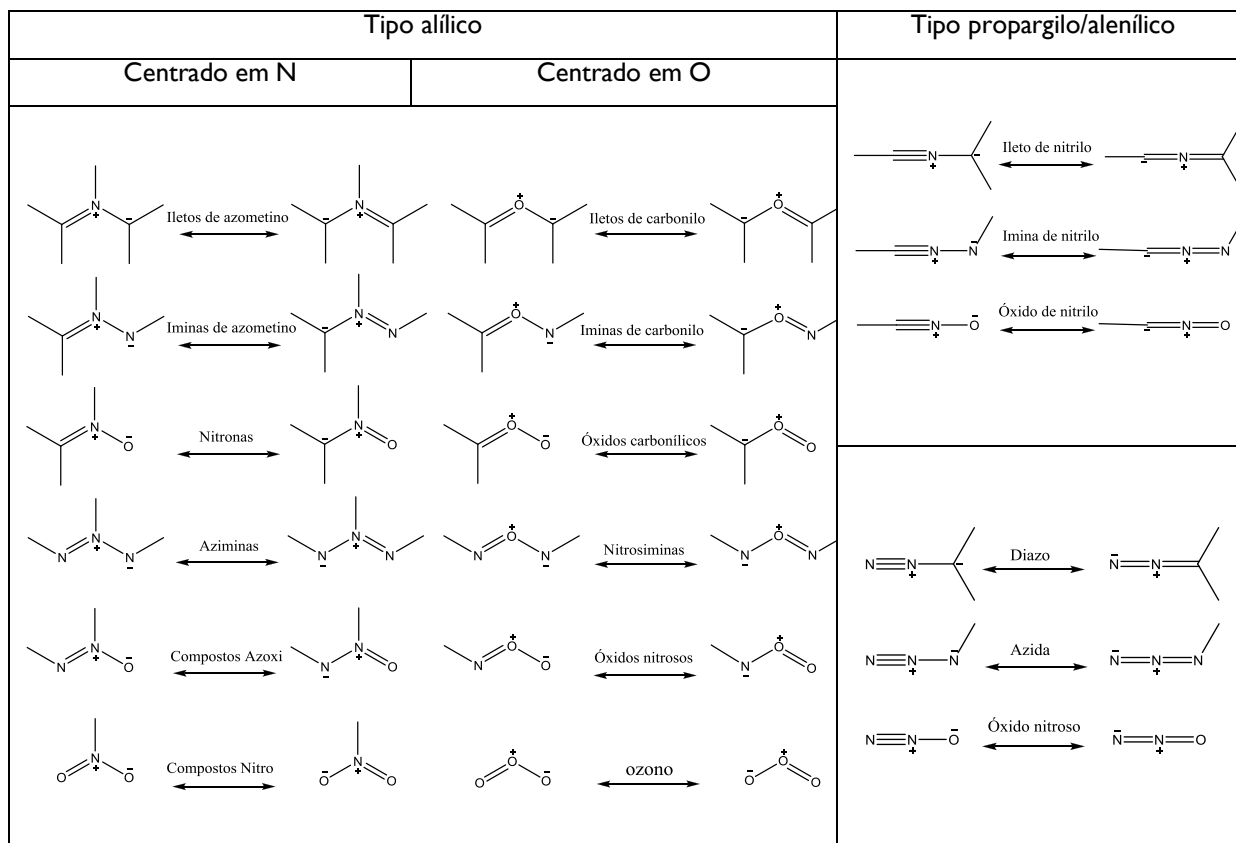 Tipo alílico
Tipo propargilo/alenílico
Centrado em N
Centrado em O
N
+
-
Iletos de azometino
-
N
+
O
+
-
Iletos de carbonilo
-
O
+
N
+
N
-
Iminas de azometino
-
N
+
N
O
+
N
-
Iminas de carbonilo
-
O
+
N
N
+
O
-
Nitronas
-
N
+
O
O
+
O
-
Óxidos carbonílicos
-
O
+
O
N
N
+
N
-
Aziminas
N
-
N
+
N
N
O
+
N
-
Nitrosiminas
N
-
O
+
N
N
N
+
O
-
Compostos Azoxi
N
-
N
+
O
N
O
+
O
-
Óxidos nitrosos
N
-
O
+
O
O
N
+
O
-
Compostos Nitro
O
-
N
+
O
O
O
+
O
-
ozono
O
-
O
+
O
N
+
-
Ileto de nitrilo
-
N
+
N
+
N
-
Imina de nitrilo
-
N
+
N
N
+
O
-
Óxido de nitrilo
-
N
+
O
N
N
+
-
Diazo
N
-
N
+
N
N
+
N
-
Azida
N
-
N
+
N
N
N
+
O
-
Óxido nitroso
N
-
N
+
O